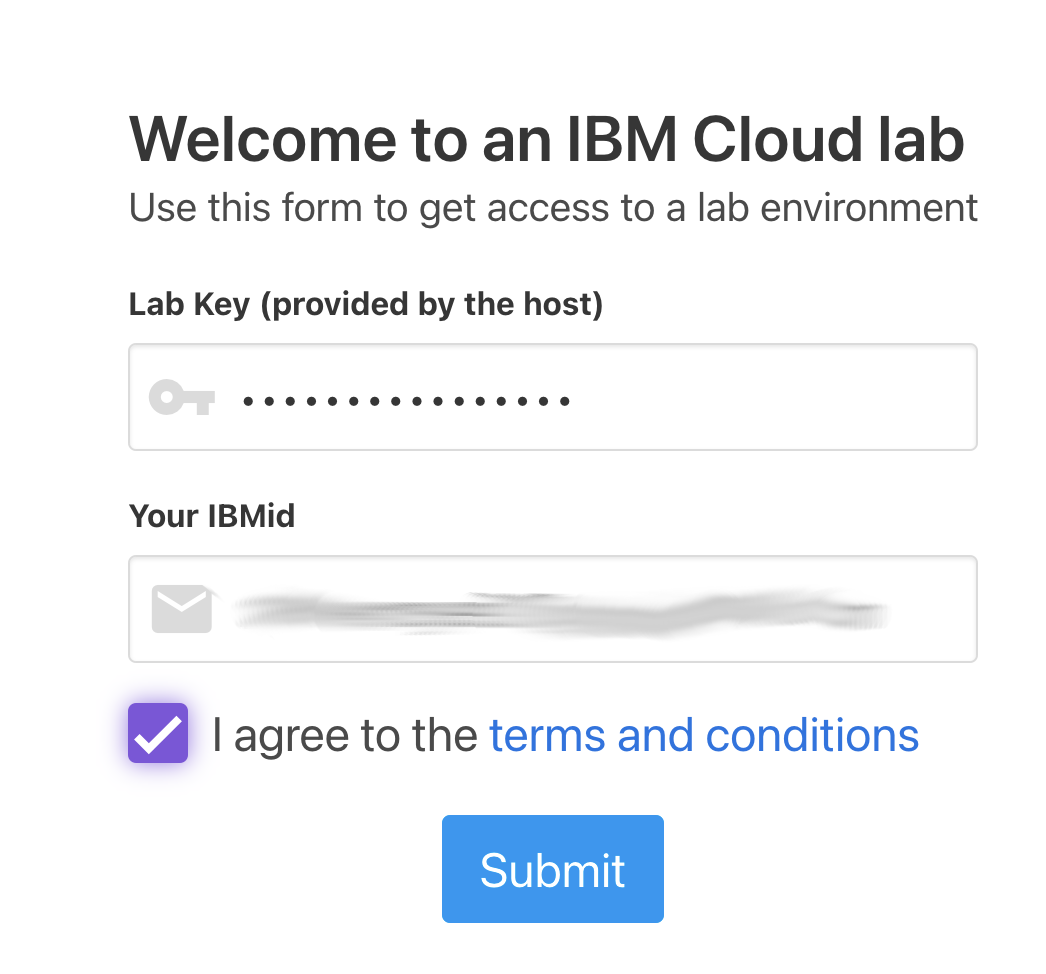 Welcome to an IBM Cloud lab
Use this form to get access to a lab environment
Lab Key (provided by the host)
••••••••••••••••
Your IBMid
I agree to the terms and conditions
Submit